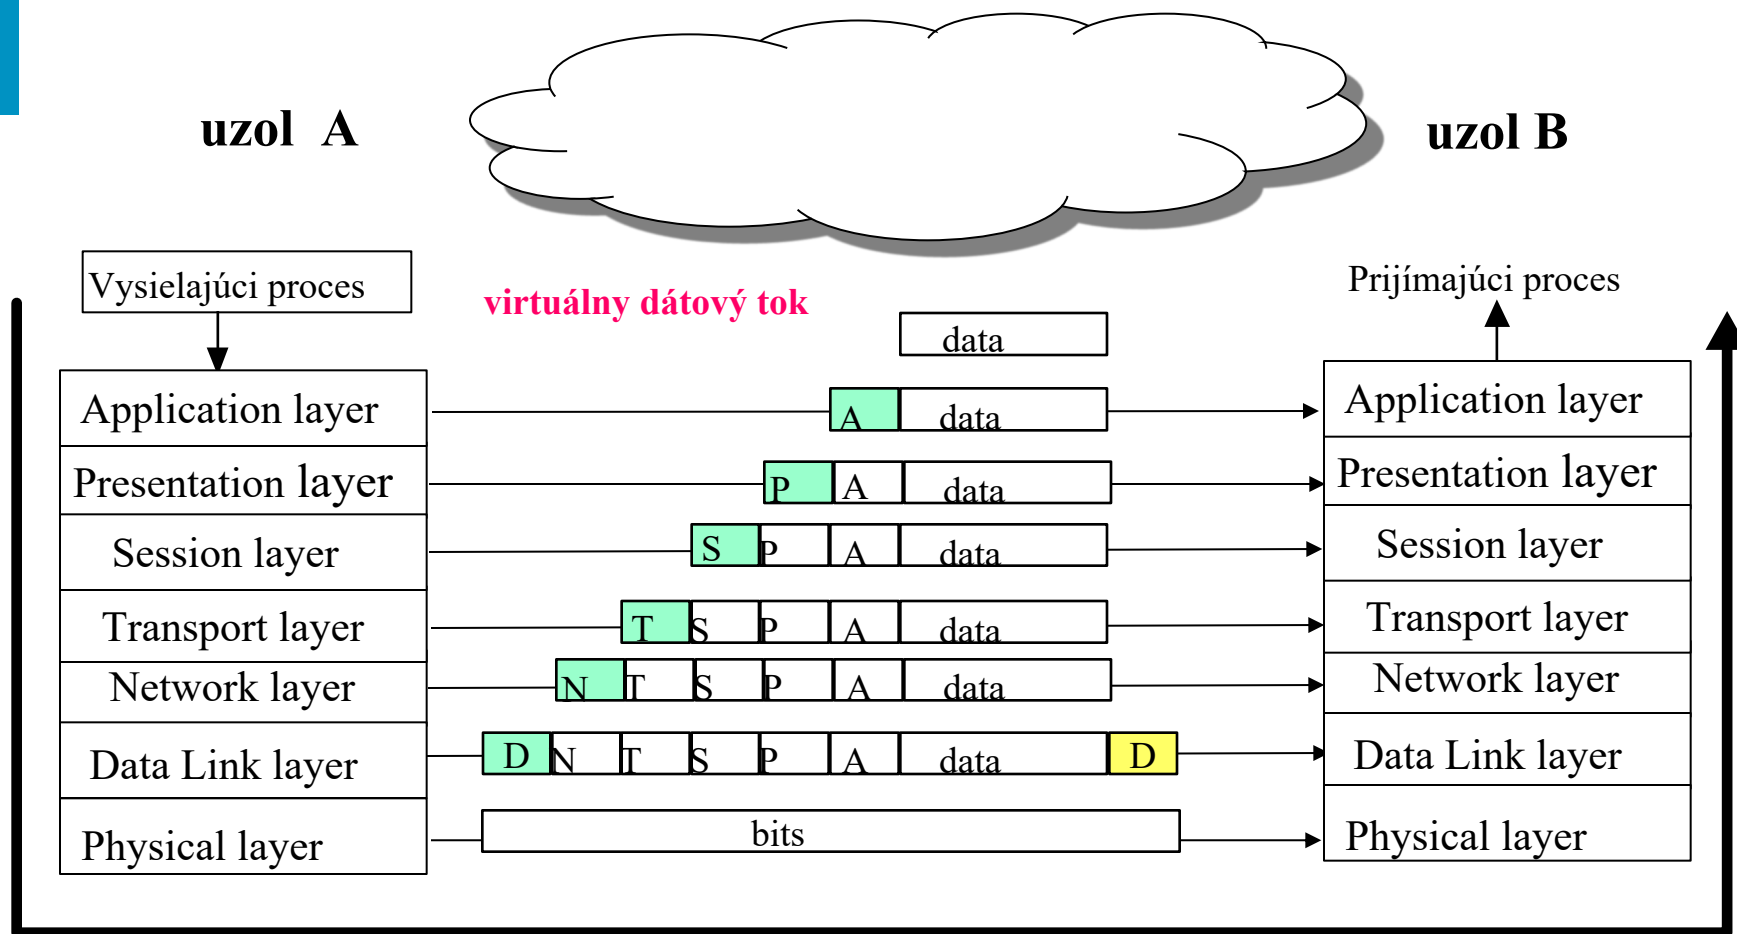 uzol A
uzol B
Vysielajúci proces
virtuálny dátový tok
Prijímajúci proces
data
Application layer
A data
Application layer
Presentation layer
P A data
Presentation layer
Session layer
S P A data
Session layer
Transport layer
T S P A data
Transport layer
Network layer
N T S P A data
Network layer
Data Link layer
D N T S P A data D
Data Link layer
Physical layer
bits
Physical layer